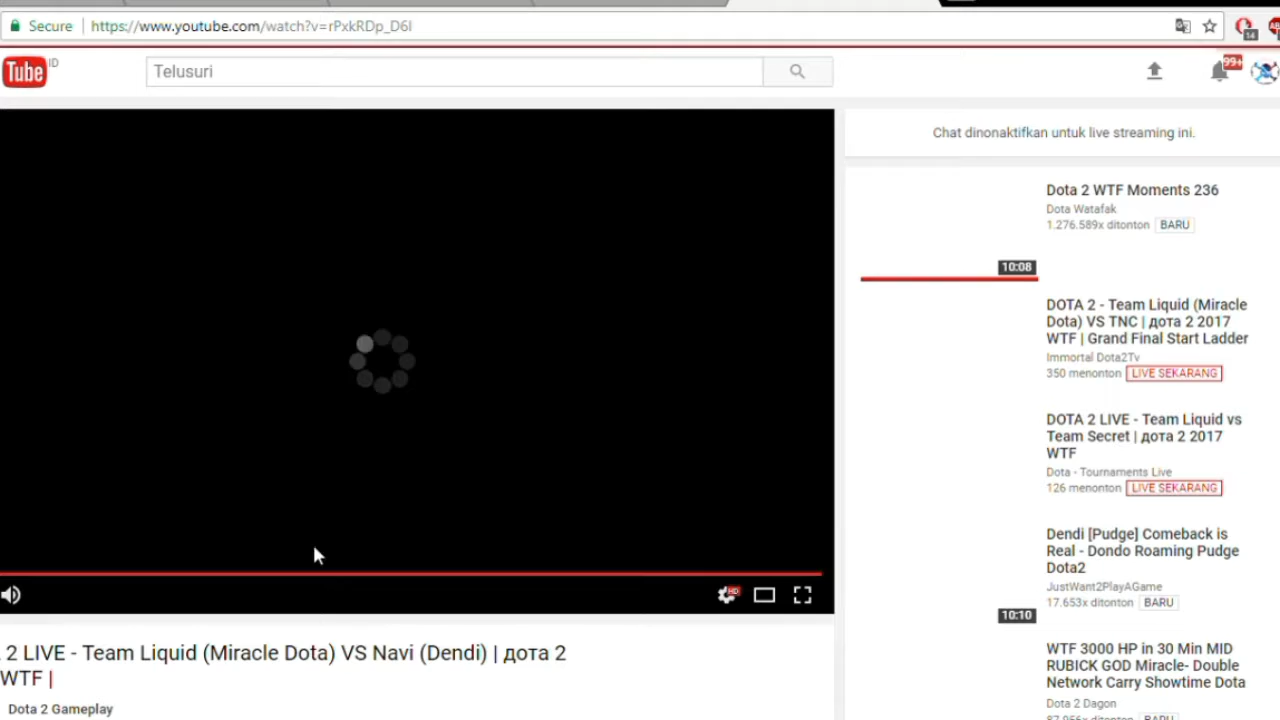 Secure
https://www.youtube.com/watch?v=rPxkRDp_D6I
14
Tube
ID
Telusuri
99+
Chat dinonaktifkan untuk live streaming ini.
Dota 2 WTF Moments 236
Dota Watafak
1.276.589x ditonton BARU
10:08
DOTA 2 - Team Liquid (Miracle
Dota) VS TNC | дота 2 2017
WTF | Grand Final Start Ladder
Immortal Dota2Tv
350 menonton LIVE SEKARANG
DOTA 2 LIVE - Team Liquid vs
Team Secret | дота 2 2017
WTF
Dota - Tournaments Live
126 menonton LIVE SEKARANG
Dendi [Pudge] Comeback is
Real - Dondo Roaming Pudge
Dota2
JustWant2PlayAGame
17.653x ditonton BARU
10:10
WTF 3000 HP in 30 Min MID
RUBICK GOD Miracle- Double
Network Carry Showtime Dota
Dota 2 Dagon
87.956x ditonton BARU
HD
2 LIVE - Team Liquid (Miracle Dota) VS Navi (Dendi) | дота 2
WTF |
Dota 2 Gameplay